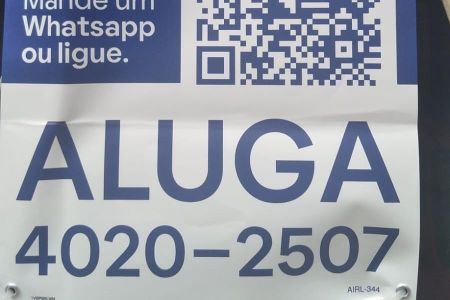 Mande um
Whatsapp
ou ligue.
ALUGA
4020-2507
AIRL-344